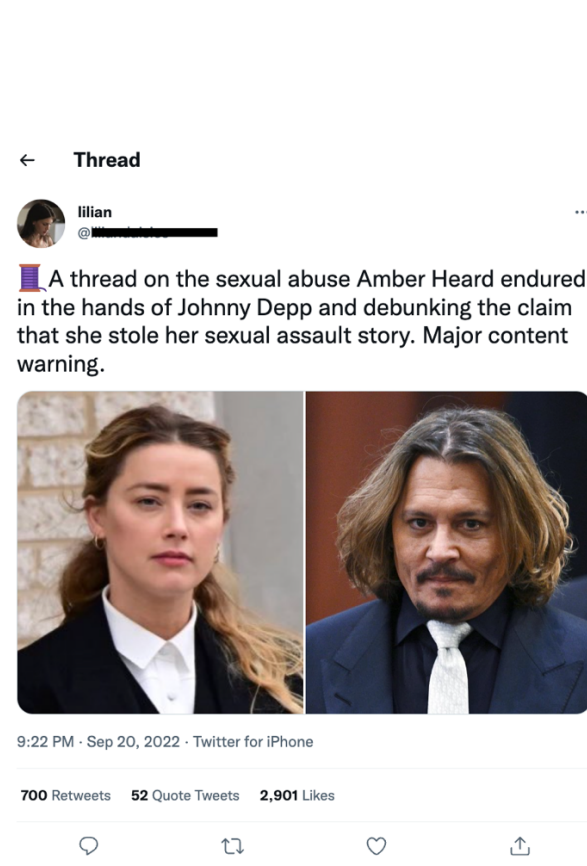 Thread
lilian
@
A thread on the sexual abuse Amber Heard endured
in the hands of Johnny Depp and debunking the claim
that she stole her sexual assault story. Major content
warning.
9:22 PM · Sep 20, 2022 · Twitter for iPhone
700 Retweets 52 Quote Tweets 2,901 Likes